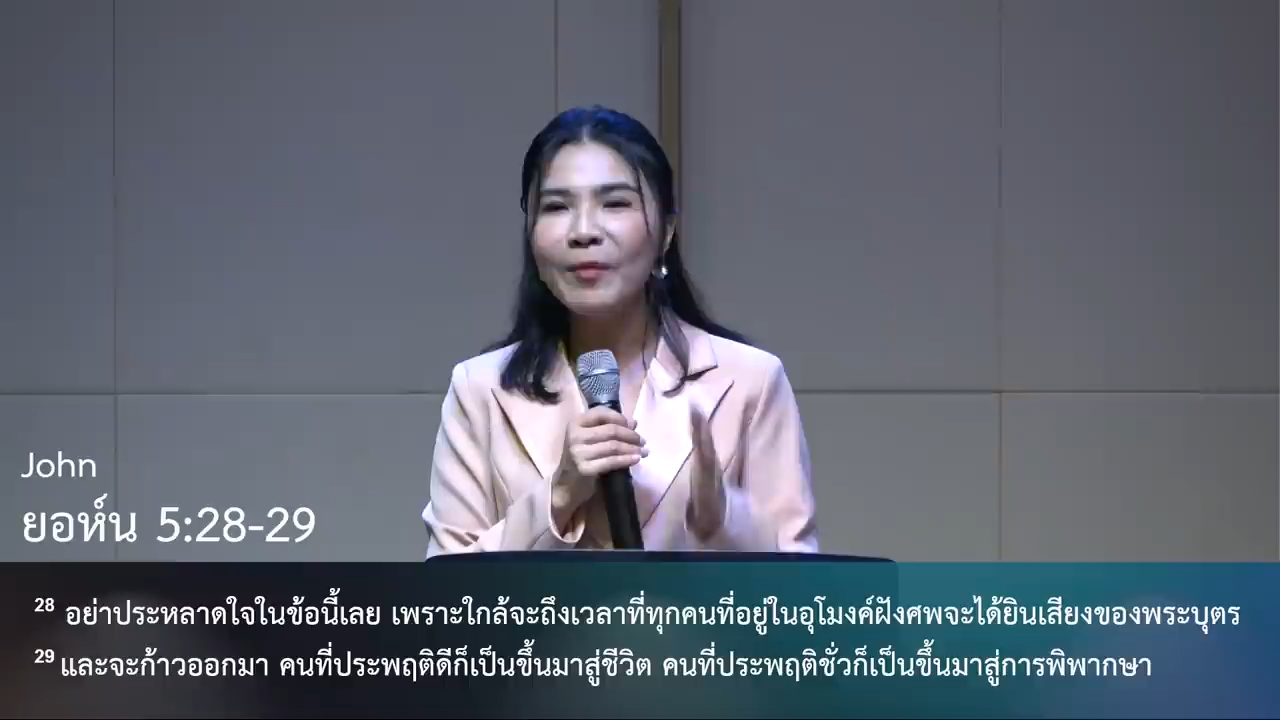 John
ยอห์น 5:28-29
28 อย่าประหลาดใจในข้อนี้เลย เพราะใกล้จะถึงเวลาที่ทุกคนที่อยู่ในอุโมงค์ฝังศพจะได้ยินเสียงของพระบุตร
29 และจะก้าวออกมา คนที่ประพฤติดีก็เป็นขึ้นมาสู่ชีวิต คนที่ประพฤติชั่วก็เป็นขึ้นมาสู่การพิพากษา